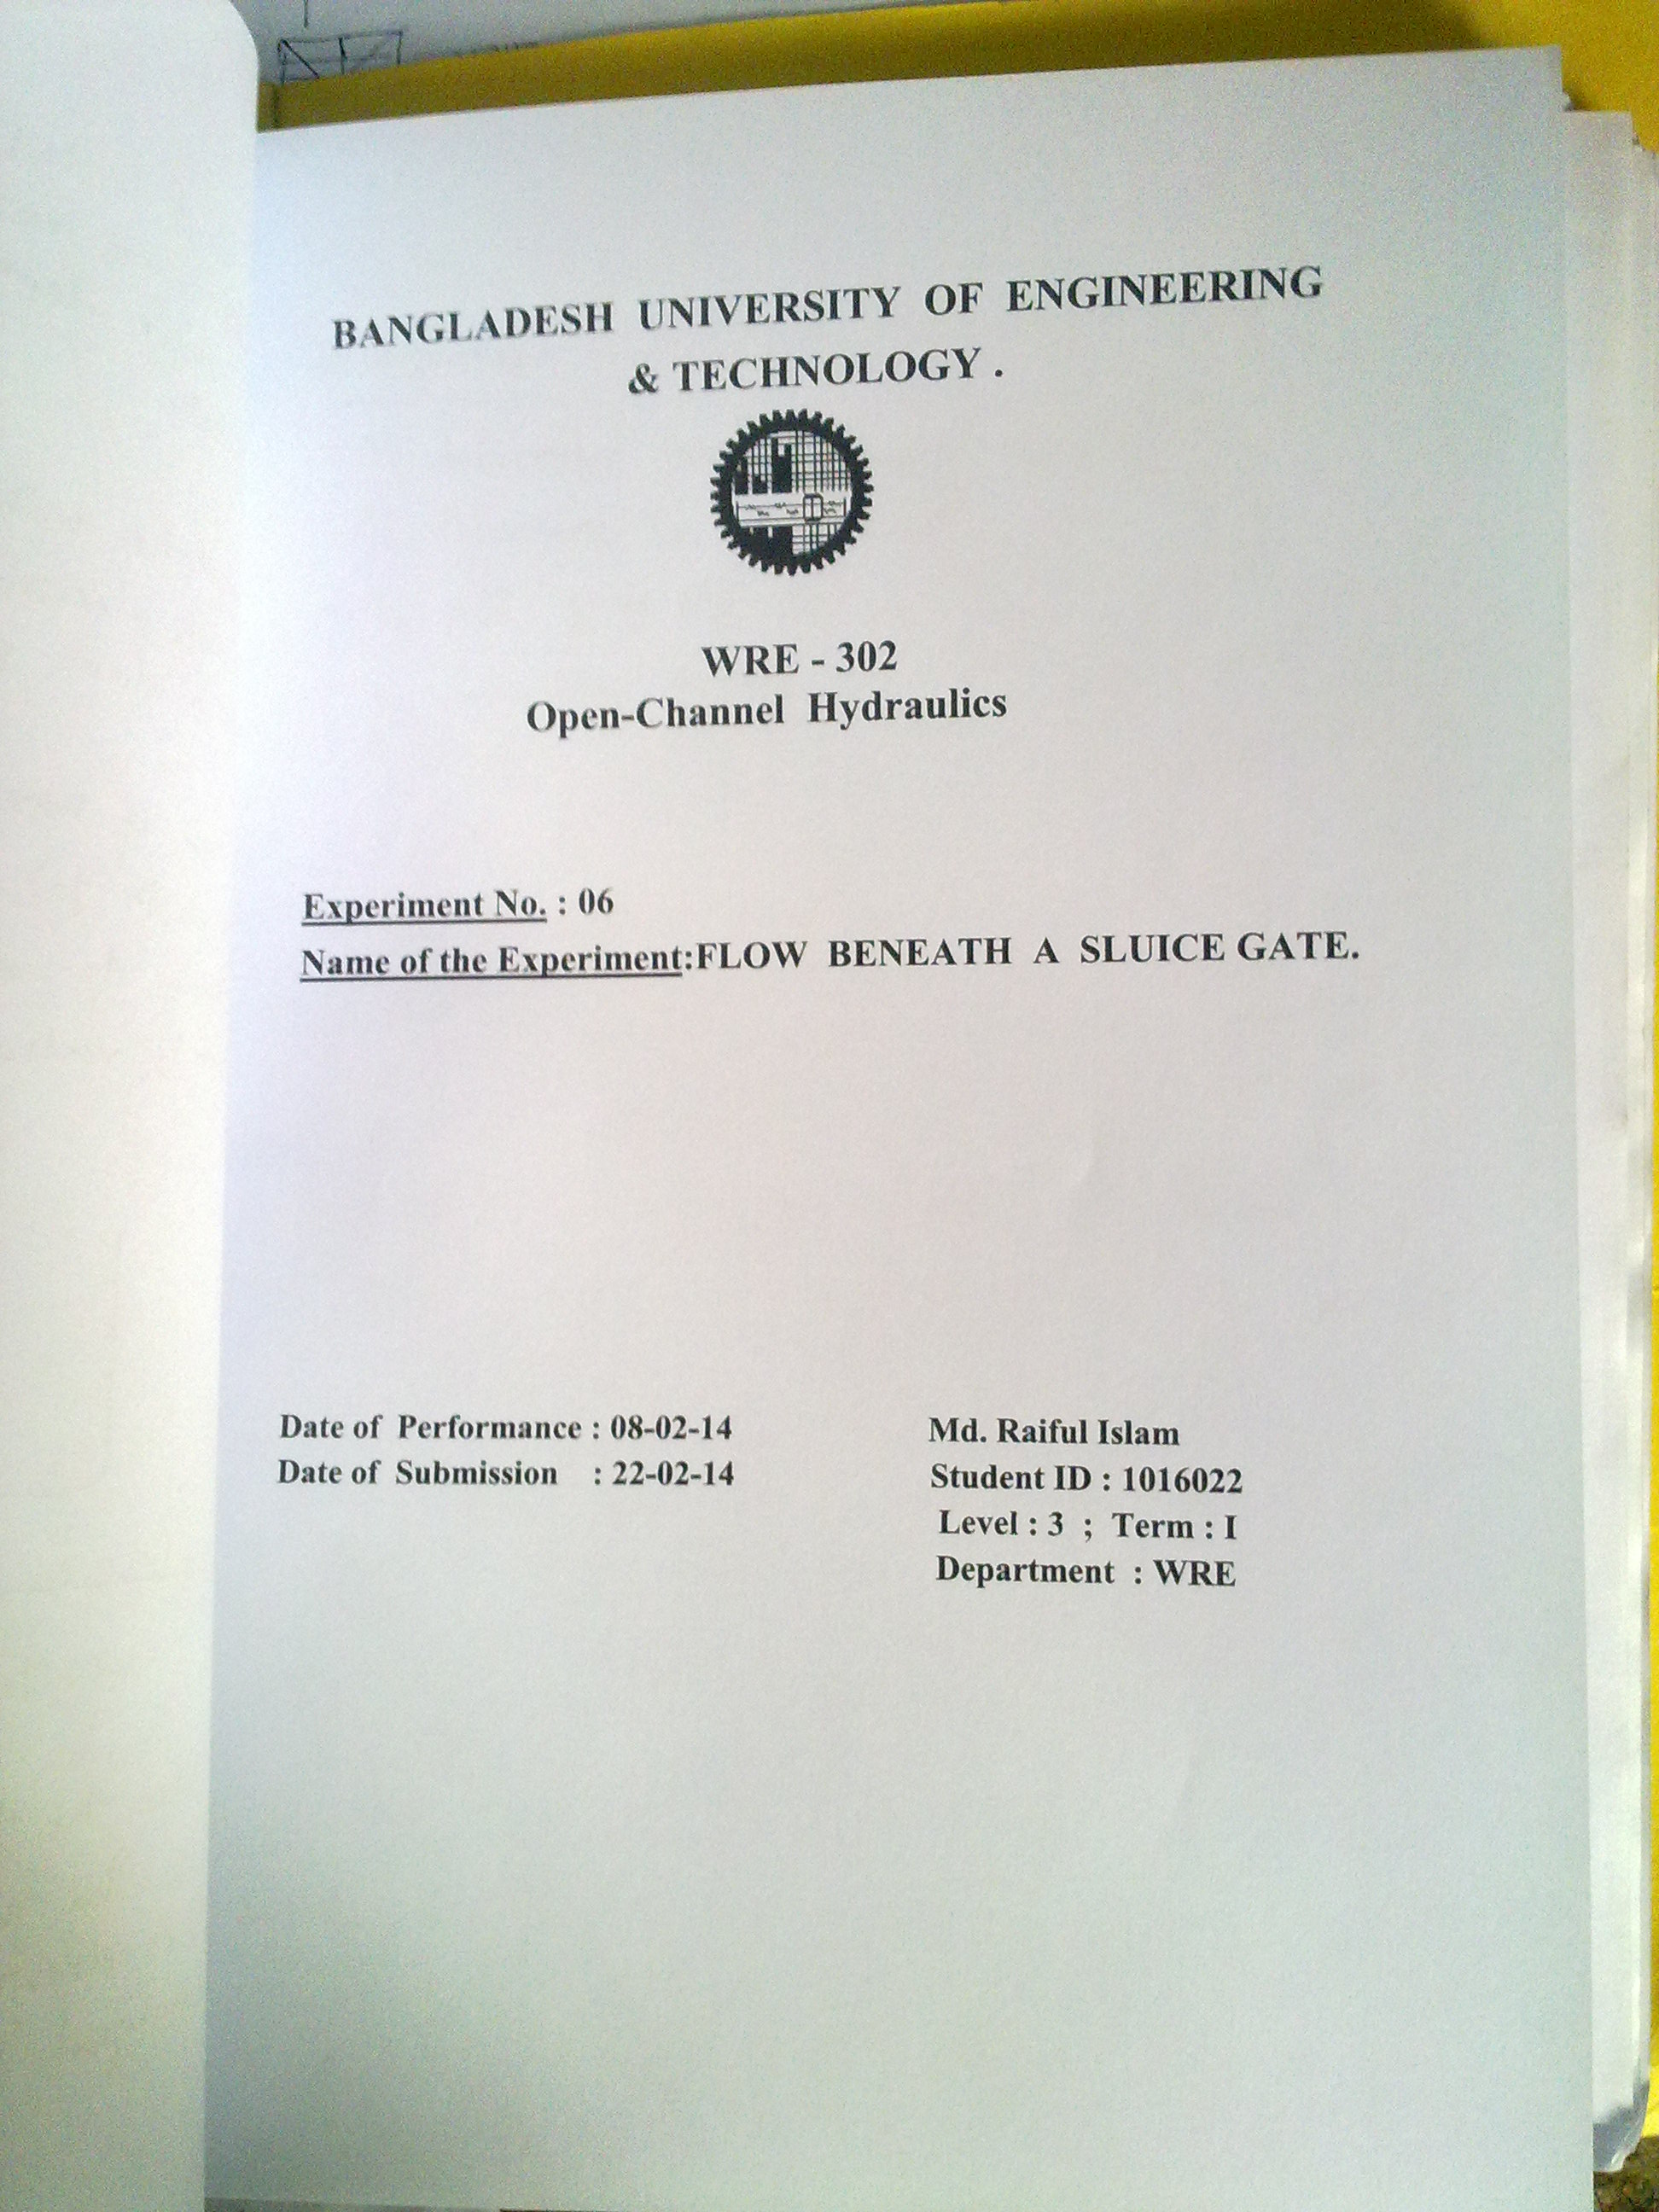 BANGLADESH UNIVERSITY OF ENGINEERING
& TECHNOLOGY .
WRE - 302
Open-Channel Hydraulics
Experiment No. : 06
Name of the Experiment:FLOW BENEATH A SLUICE GATE.
Date of Performance : 08-02-14
Date of Submission : 22-02-14
Md. Raiful Islam
Student ID : 1016022
Level : 3 ; Term : I
Department : WRE